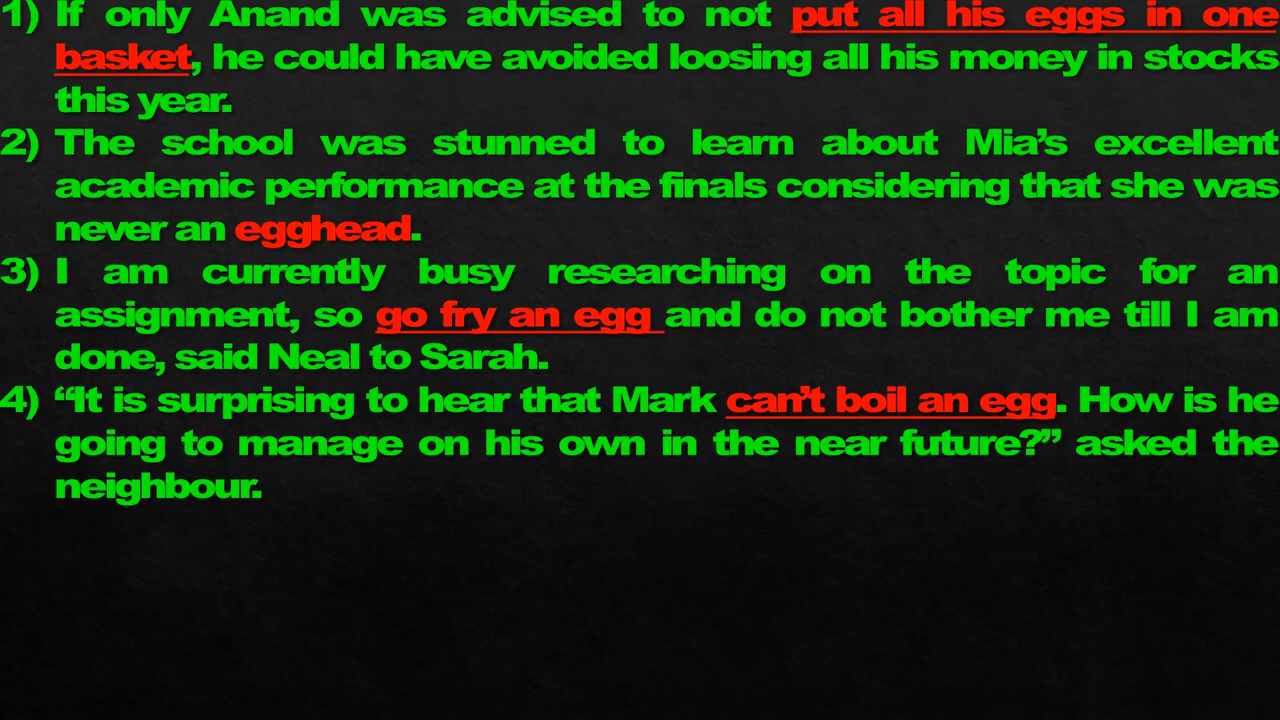 1) If only Anand was advised to not put all his eggs in one
basket, he could have avoided loosing all his money in stocks
this year.
2) The school was stunned to learn about Mia’s excellent
academic performance at the finals considering that she was
never an egghead.
3) I am currently busy researching on the topic for an
assignment, so go fry an egg and do not bother me till I am
done, said Neal to Sarah.
4) “It is surprising to hear that Mark can’t boil an egg. How is he
going to manage on his own in the near future?” asked the
neighbour.